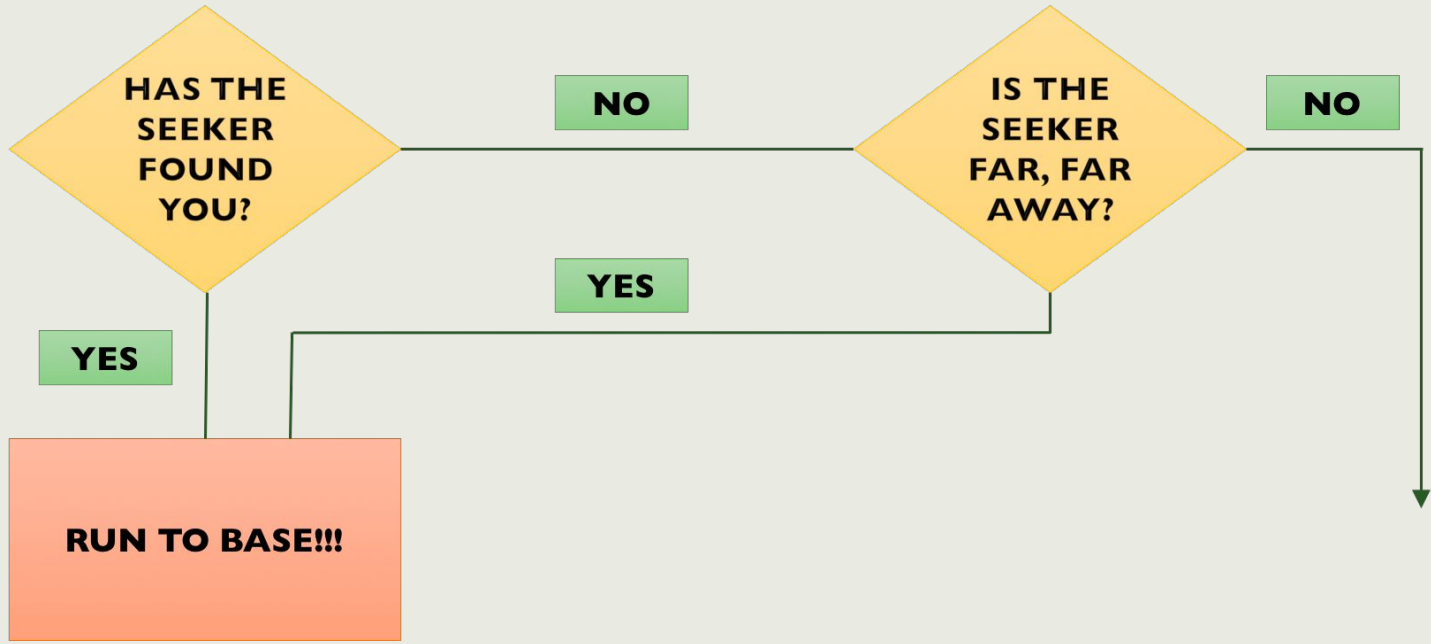 HAS THE
SEEKER
FOUND
YOU?
NO
IS THE
SEEKER
FAR, FAR
AWAY?
NO
YES
YES
RUN TO BASE!!!